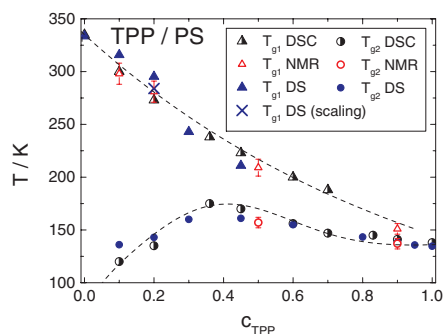 TPP / PS
T_g1 DSC
T_g2 DSC
T_g1 NMR
T_g2 NMR
T_g1 DS
T_g2 DS
T_g1 DS (scaling)
T / K
350
300
250
200
150
100
0.0
0.2
0.4
0.6
0.8
1.0
c_TPP